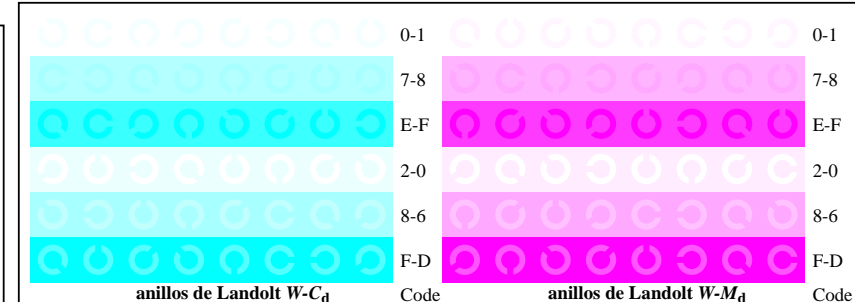 0-1
7-8
E-F
2-0
8-6
F-D
anillos de Landolt W-Cd Code
0-1
7-8
E-F
2-0
8-6
F-D
anillos de Landolt W-Md Code